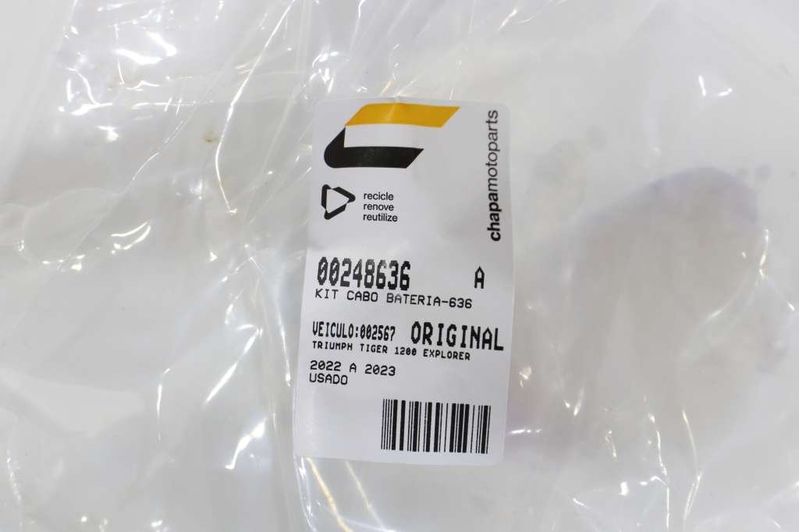 chapamotoparts
recicle
renove
reutilize
00248636 A
KIT CABO BATERIA-636
VEICULO:002567 ORIGINAL
TRIUMPH TIGER 1200 EXPLORER
2022 A 2023
USADO